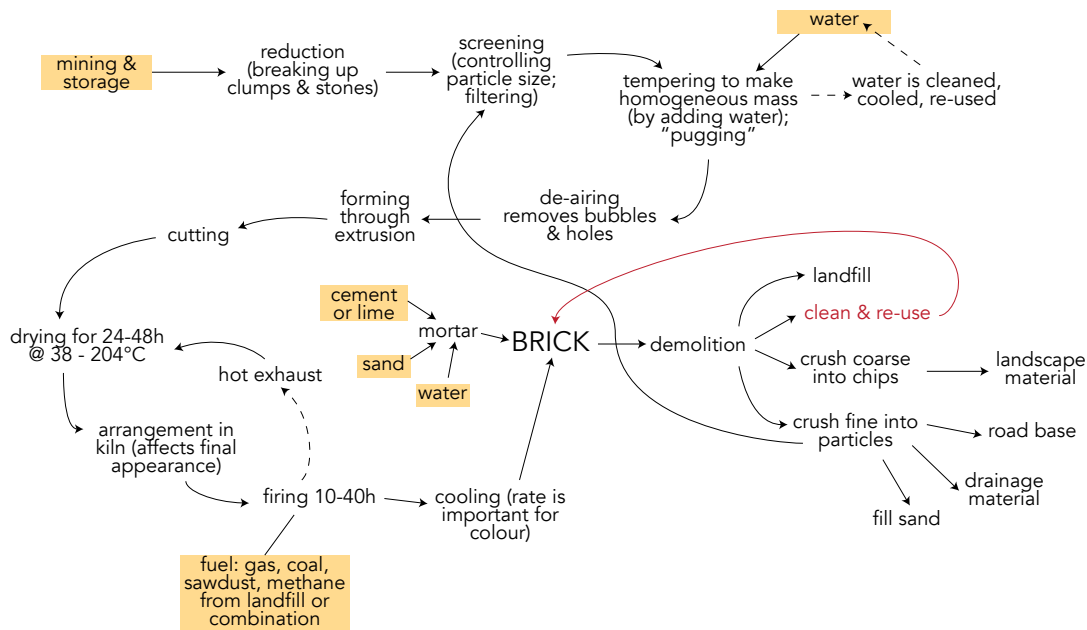 mining &
storage
reduction
(breaking up
clumps & stones)
screening
(controlling
particle size;
filtering)
water
tempering to make
homogeneous mass
(by adding water);
“pugging”
water is cleaned,
cooled, re-used
de-airing
removes bubbles
& holes
forming
through
extrusion
cutting
drying for 24-48h
@ 38 - 204°C
hot exhaust
arrangement in
kiln (affects final
appearance)
firing 10-40h
fuel: gas, coal,
sawdust, methane
from landfill or
combination
cooling (rate is
important for
colour)
cement
or lime
mortar
sand
water
BRICK
demolition
landfill
clean & re-use
crush coarse
into chips
landscape
material
crush fine into
particles
road base
drainage
material
fill sand